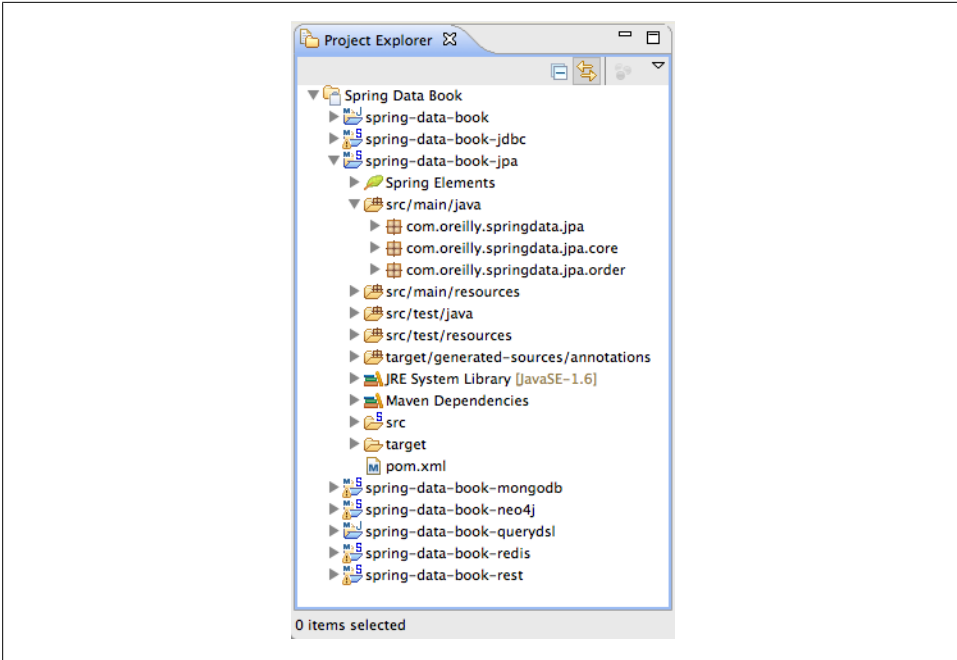 Project Explorer
Spring Data Book
spring-data-book
spring-data-book-jdbc
spring-data-book-jpa
Spring Elements
src/main/java
com.oreilly.springdata.jpa
com.oreilly.springdata.jpa.core
com.oreilly.springdata.jpa.order
src/main/resources
src/test/java
src/test/resources
target/generated-sources/annotations
JRE System Library [JavaSE-1.6]
Maven Dependencies
src
target
pom.xml
spring-data-book-mongodb
spring-data-book-neo4j
spring-data-book-querydsl
spring-data-book-redis
spring-data-book-rest
0 items selected